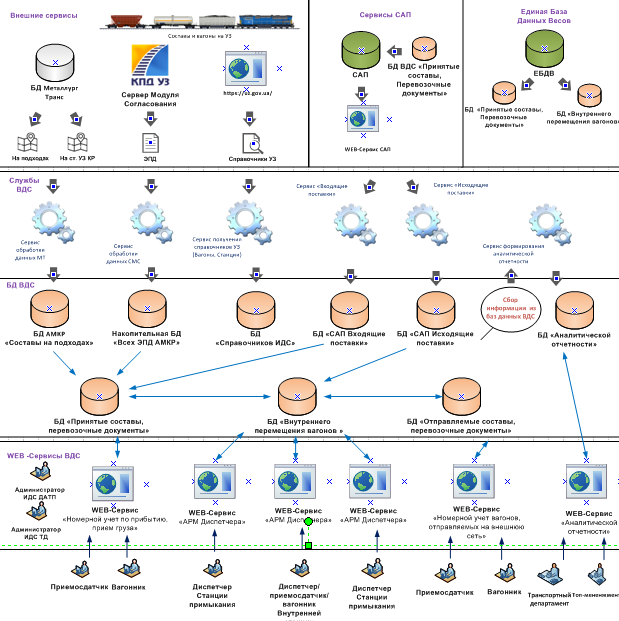 Внешние сервисы
Составы и вагоны на УЗ
БД Металлург
Транс
КПД УЗ
Сервер Модуля
Согласования
На подходах
На ст. УЗ КР
ЭПД
Справочники УЗ
Сервисы САП
САП
БД ВДС «Принятые
составы,
Перевозочные
документы»
WEB-Сервис САП
Единая База
Данных Весов
ЕБДВ
БД «Принятые составы,
Перевозочные
документы»
БД «Внутреннего
перемещения вагонов
Службы
ВДС
Сервис
обработки
данных МТ
Сервис
обработки
данных СМС
Сервис получения
справочников УЗ
(Вагоны, Станции)
Сервис «Входящие
поставки»
Сервис «Исходящие
поставки»
Сервис формирования
аналитической
отчетности
БД ВДС
БД АМКР
«Составы на подходах»
Накопительная БД
«Всех ЭПД АМКР»
БД
«Справочников ИДС»
БД «САП Входящие
поставки»
БД «САП Исходящие
поставки»
Сбор
информации из
баз данных ВДС
БД «Аналитической
отчетности»
БД «Принятые составы,
перевозочные документы»
БД «Внутреннего
перемещения вагонов »
БД «Отправляемые составы,
перевозочные документы»
WEB -Сервисы ВДС
Администратор
ИДС ДАТП
Администратор
ИДС ТД
WEB-Сервис
«Номерной учет по прибытию,
прием груза»
WEB-Сервис
«АРМ Диспетчера»
WEB-Сервис
«АРМ Диспетчера»
WEB-Сервис
«АРМ Диспетчера»
WEB-Сервис
«Номерной учет вагонов,
отправляемых на внешнюю
сеть»
WEB-Сервис
«Аналитической
отчетности»
Приемосдатчик
Вагонник
Диспетчер
Станции
примыкания
Диспетчер/
приемосдатчик/
вагонник
Внутренней
Диспетчер
Станции
примыкания
Приемосдатчик
Вагонник
Транспортный
департамент